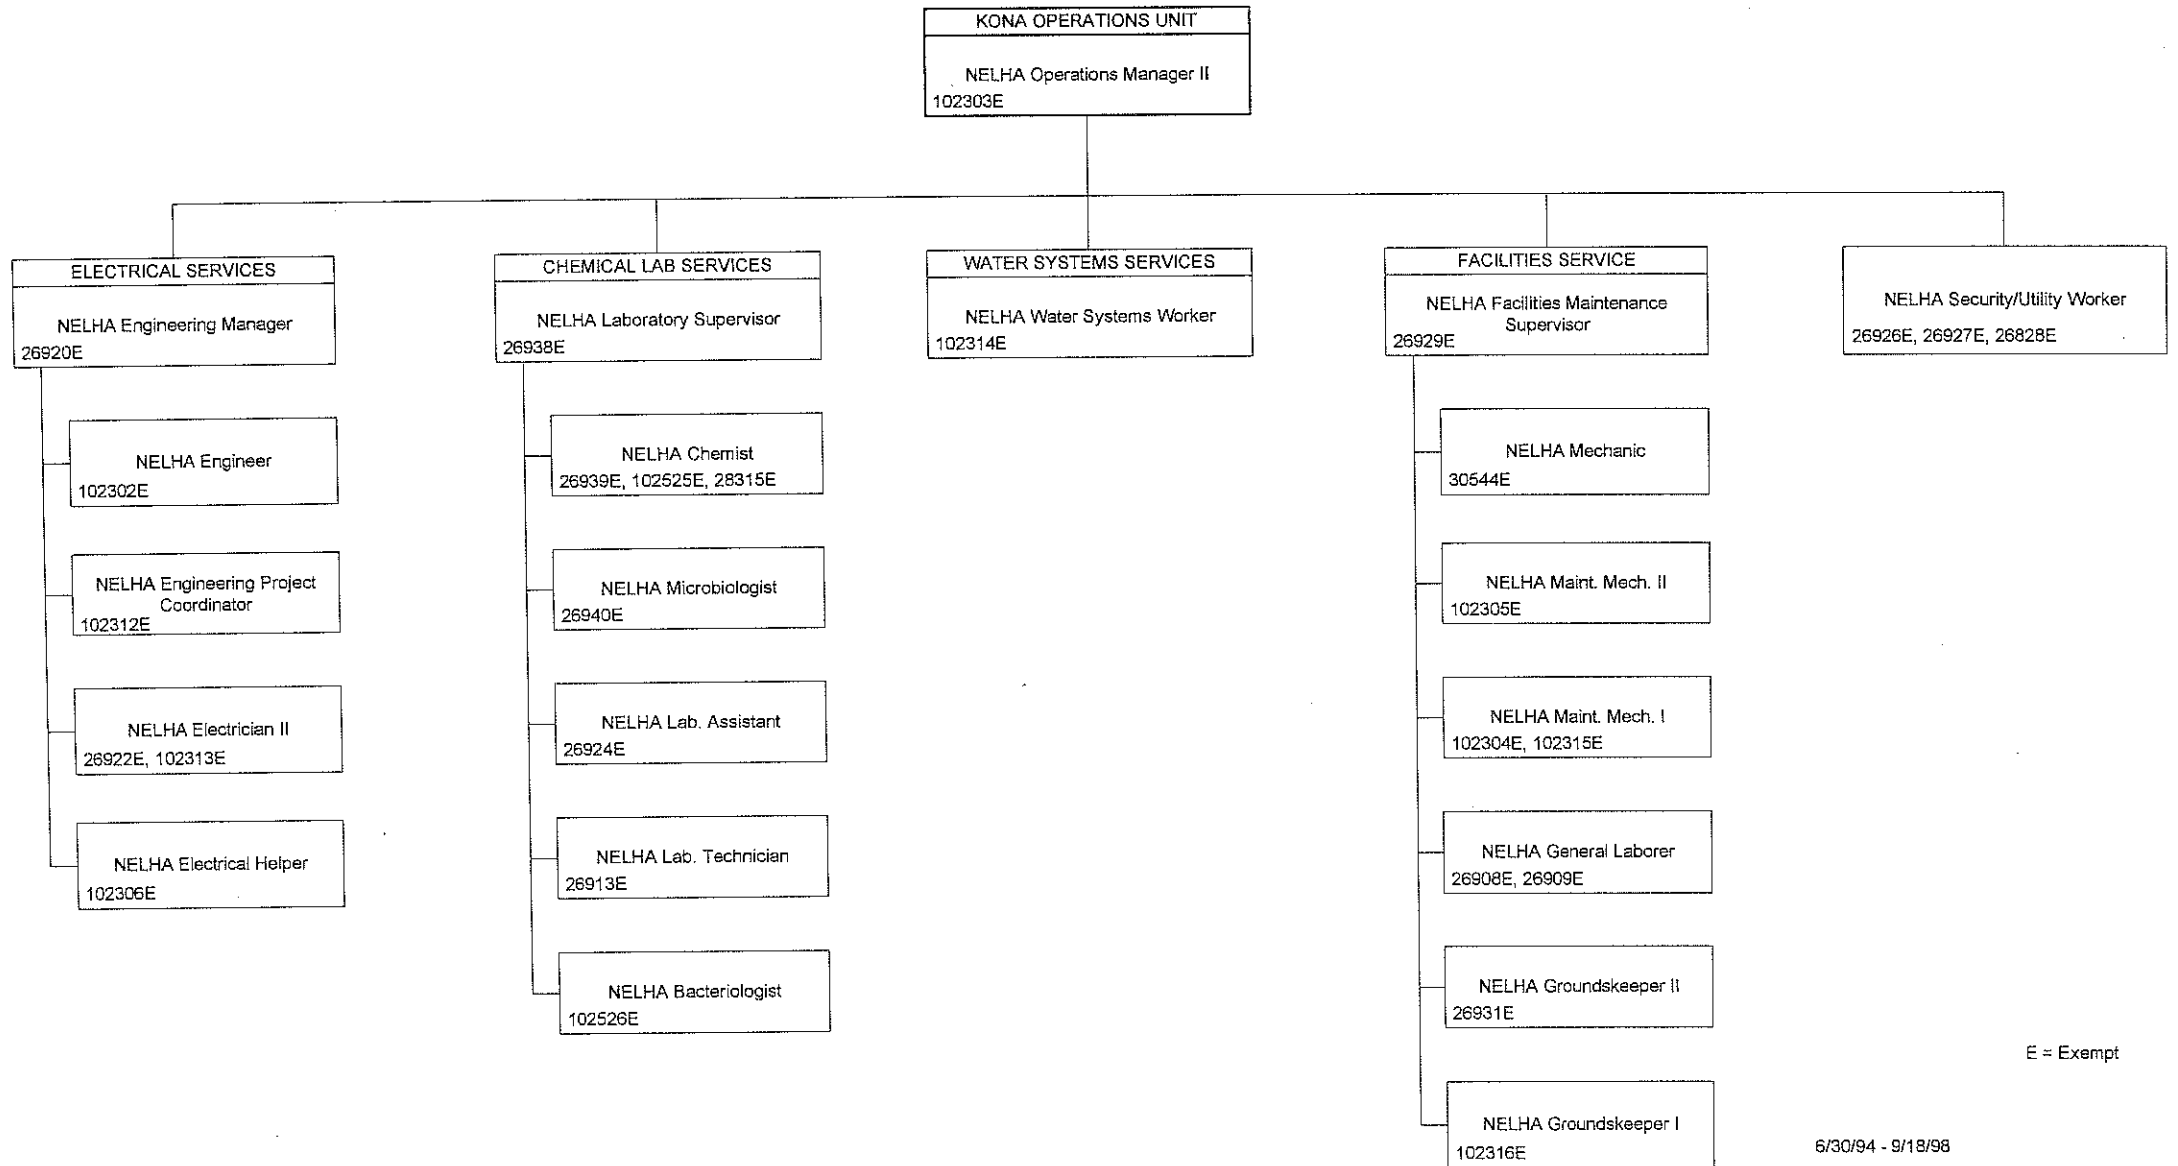 KONA OPERATIONS UNIT
NELHA Operations Manager II
102303E
ELECTRICAL SERVICES
NELHA Engineering Manager
26920E
NELHA Engineer
102302E
NELHA Engineering Project
Coordinator
102312E
NELHA Electrician II
26922E, 102313E
NELHA Electrical Helper
102306E
CHEMICAL LAB SERVICES
NELHA Laboratory Supervisor
26938E
NELHA Chemist
26939E, 102525E, 28315E
NELHA Microbiologist
26940E
NELHA Lab. Assistant
26924E
NELHA Lab. Technician
26913E
NELHA Bacteriologist
102526E
WATER SYSTEMS SERVICES
NELHA Water Systems Worker
102314E
FACILITIES SERVICE
NELHA Facilities Maintenance
Supervisor
26929E
NELHA Mechanic
30544E
NELHA Maint. Mech. II
102305E
NELHA Maint. Mech. I
102304E, 102315E
NELHA General Laborer
26908E, 26909E
NELHA Groundskeeper II
26931E
NELHA Groundskeeper I
102316E
NELHA Security/Utility Worker
26926E, 26927E, 26828E
E = Exempt
6/30/94 - 9/18/98